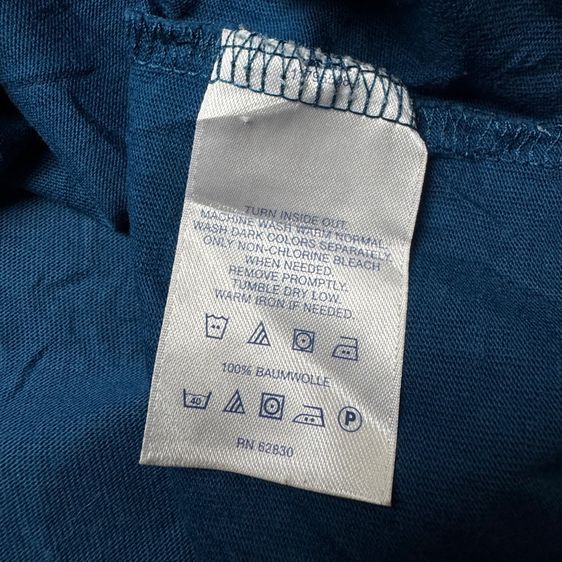 TURN INSIDE OUT.
MACHINE WASH WARM NORMAL.
WASH DARK COLORS SEPARATELY.
ONLY NON-CHLORINE BLEACH
WHEN NEEDED.
REMOVE PROMPTLY.
TUMBLE DRY LOW.
WARM IRON IF NEEDED.
100% BAUMWOLLE
40 P
RN 62830